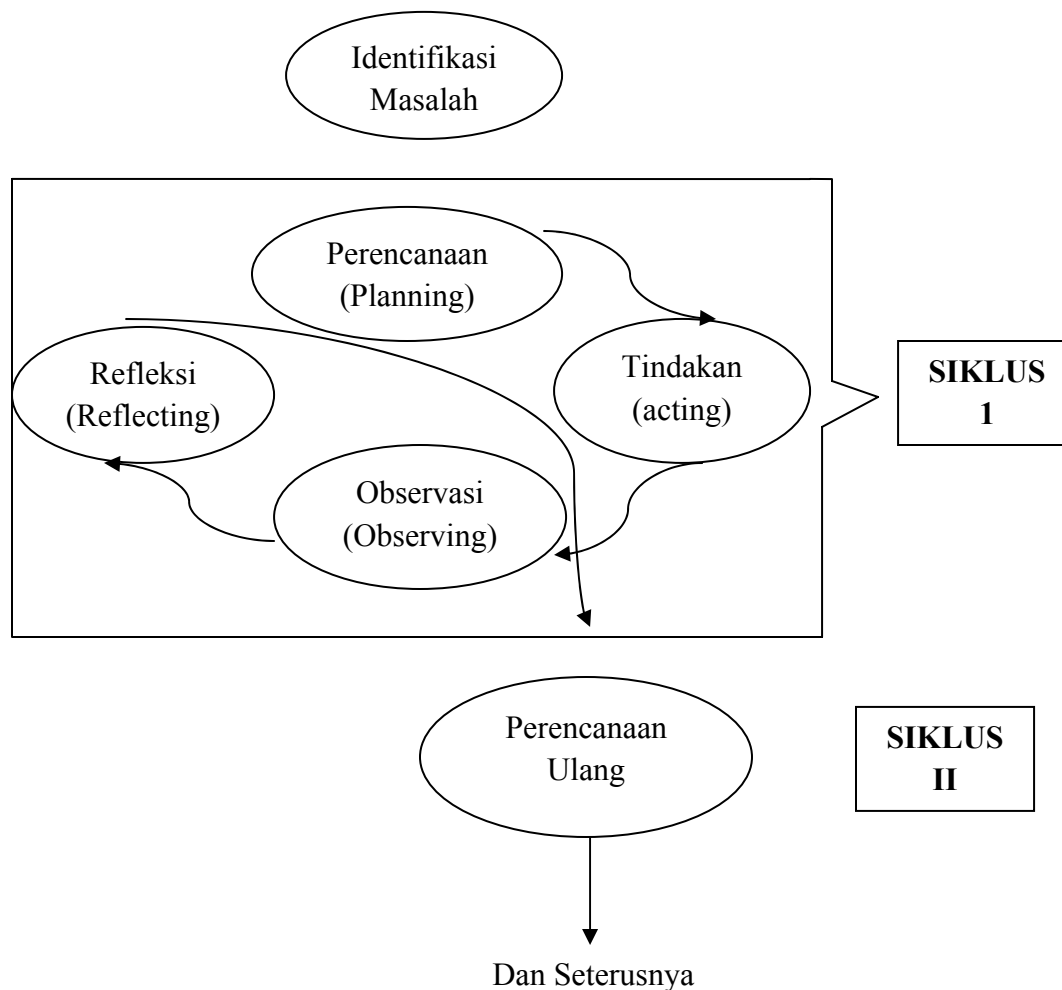 Identifikasi
Masalah
Perencanaan
(Planning)
Refleksi
(Reflecting)
Tindakan
(acting)
SIKLUS
1
Observasi
(Observing)
Perencanaan
Ulang
SIKLUS
II
Dan Seterusnya